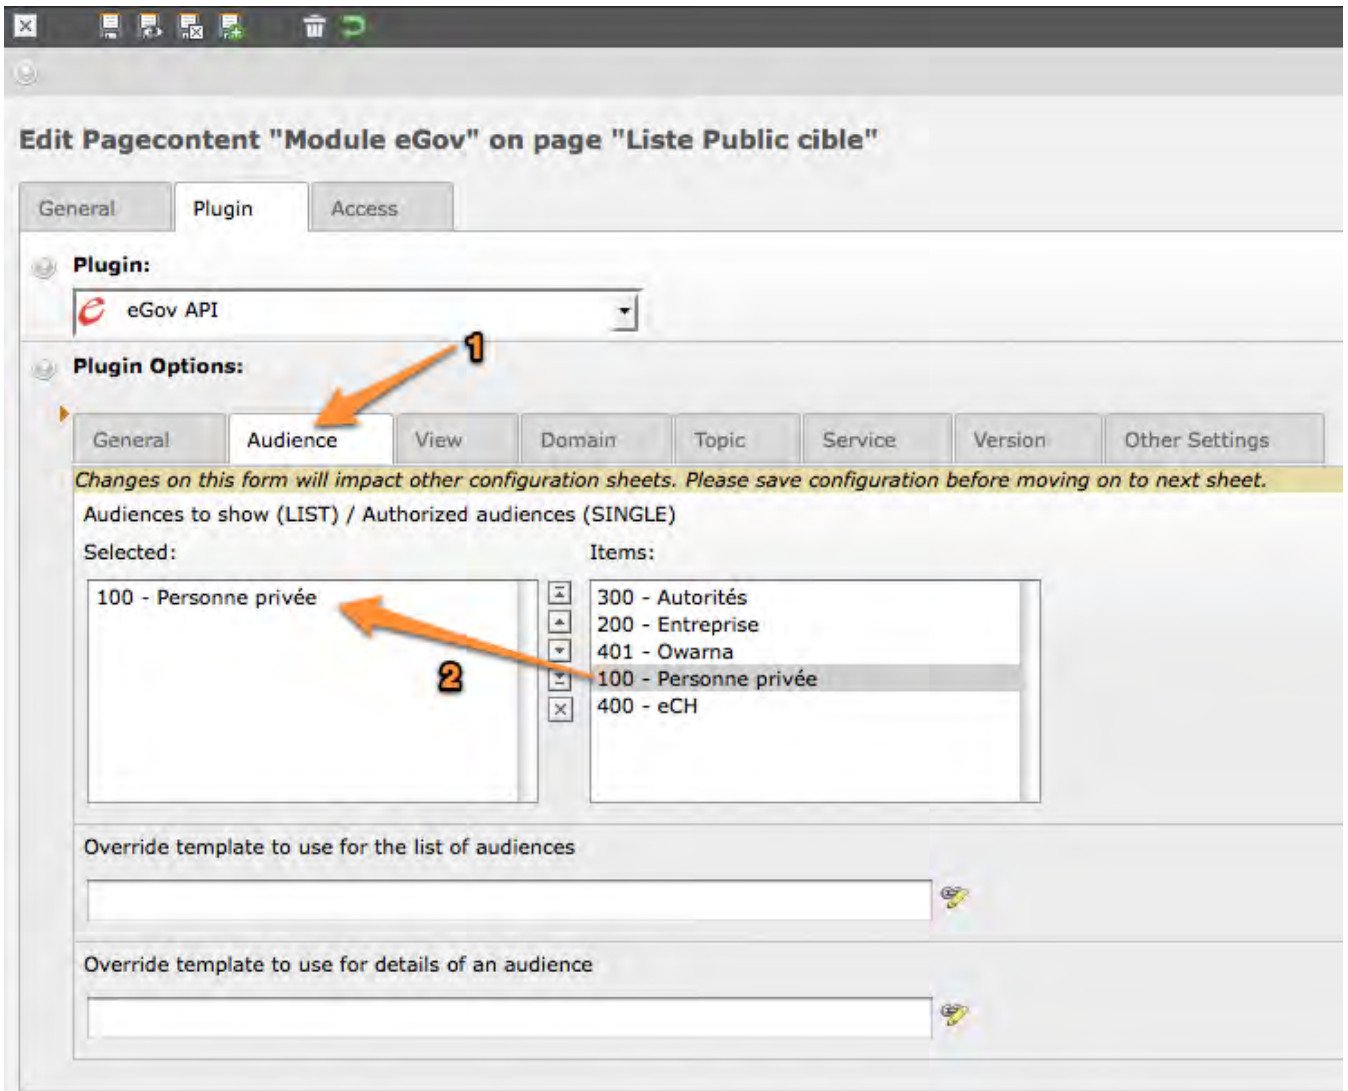 Edit Pagecontent "Module eGov" on page "Liste Public cible"
General Plugin Access
Plugin:
eGov API
1
Plugin Options:
General Audience View Domain Topic Service Version Other Settings
Changes on this form will impact other configuration sheets. Please save configuration before moving on to next sheet.
Audiences to show (LIST) / Authorized audiences (SINGLE)
Selected: Items:
100 - Personne privée
300 - Autorités
200 - Entreprise
401 - Owarna
100 - Personne privée
400 - eCH
2
Override template to use for the list of audiences
Override template to use for details of an audience